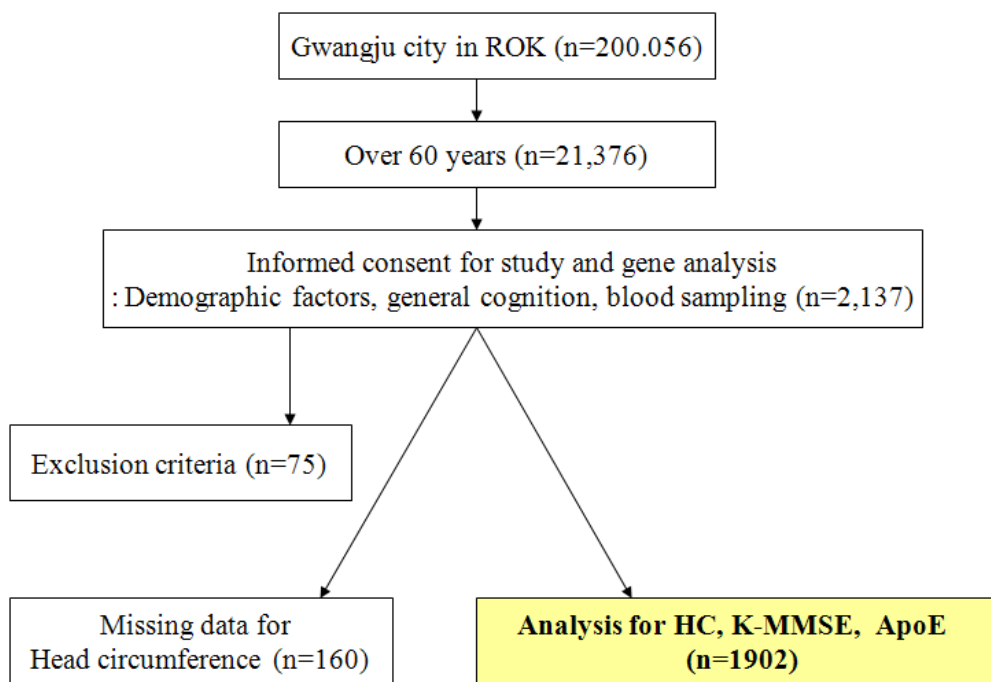 Gwangju city in ROK (n=200.056)
Over 60 years (n=21,376)
Informed consent for study and gene analysis
: Demographic factors, general cognition, blood sampling (n=2,137)
Exclusion criteria (n=75)
Missing data for
Head circumference (n=160)
Analysis for HC, K-MMSE, ApoE
(n=1902)